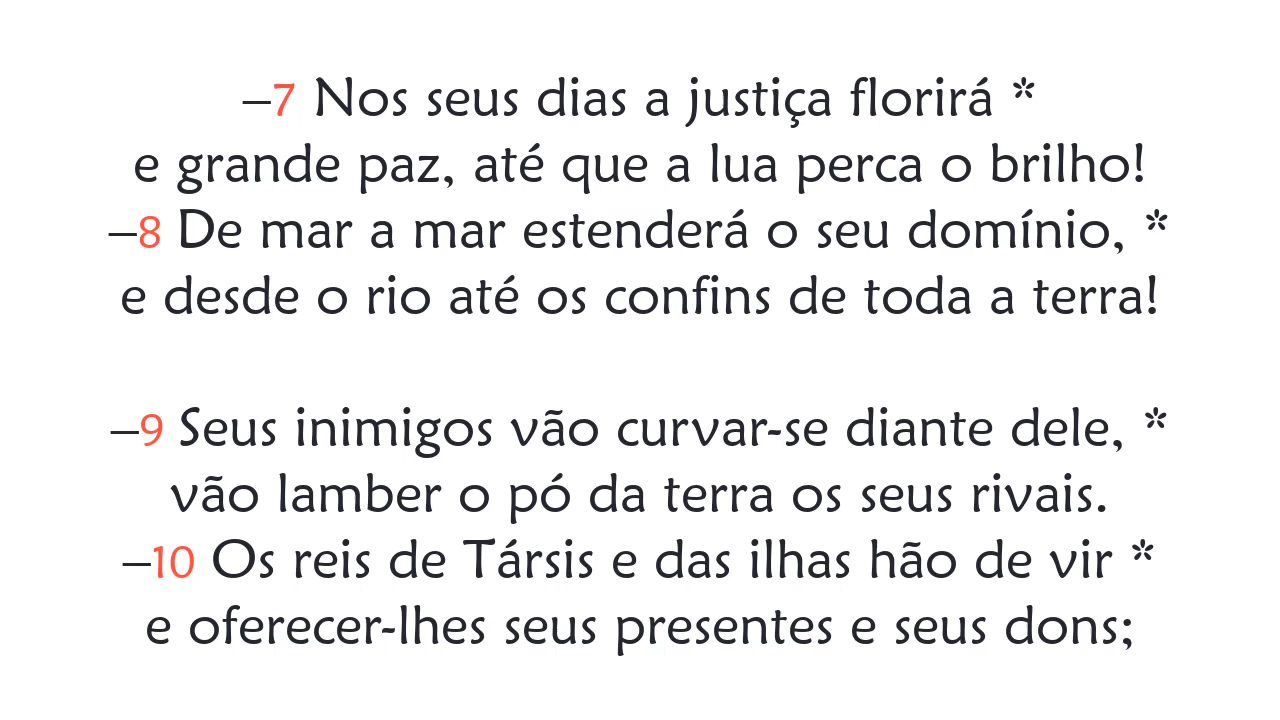 –7 Nos seus dias a justiça florirá *
e grande paz, até que a lua perca o brilho!
–8 De mar a mar estenderá o seu domínio, *
e desde o rio até os confins de toda a terra!
–9 Seus inimigos vão curvar-se diante dele, *
vão lamber o pó da terra os seus rivais.
–10 Os reis de Társis e das ilhas hão de vir *
e oferecer-lhes seus presentes e seus dons;